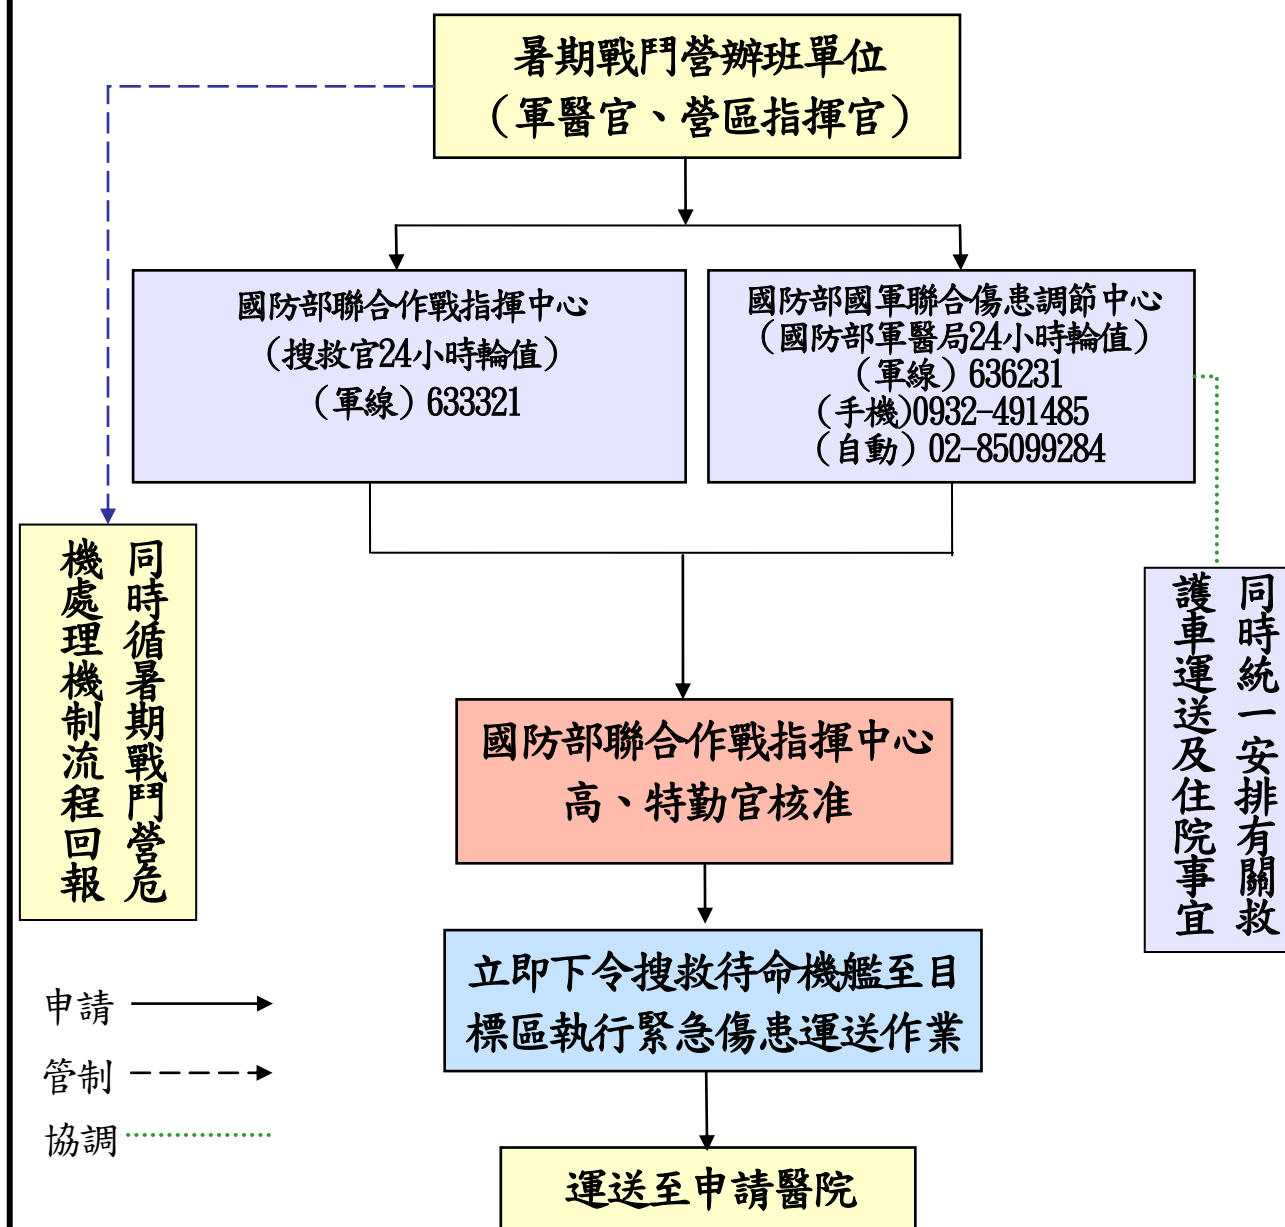 暑期戰鬥營辦班單位
（軍醫官、營區指揮官）
國防部聯合作戰指揮中心
（搜救官24小時輪值）
（軍線）633321
國防部國軍聯合傷患調節中心
（國防部軍醫局24小時輪值）
（軍線）636231
（手機)0932-491485
（自動）02-85099284
同時循暑期戰鬥營危
機處理機制流程回報
同時統一安排有關救
護車運送及住院事宜
國防部聯合作戰指揮中心
高、特勤官核准
立即下令搜救待命機艦至目
標區執行緊急傷患運送作業
運送至申請醫院
申請
管制
協調